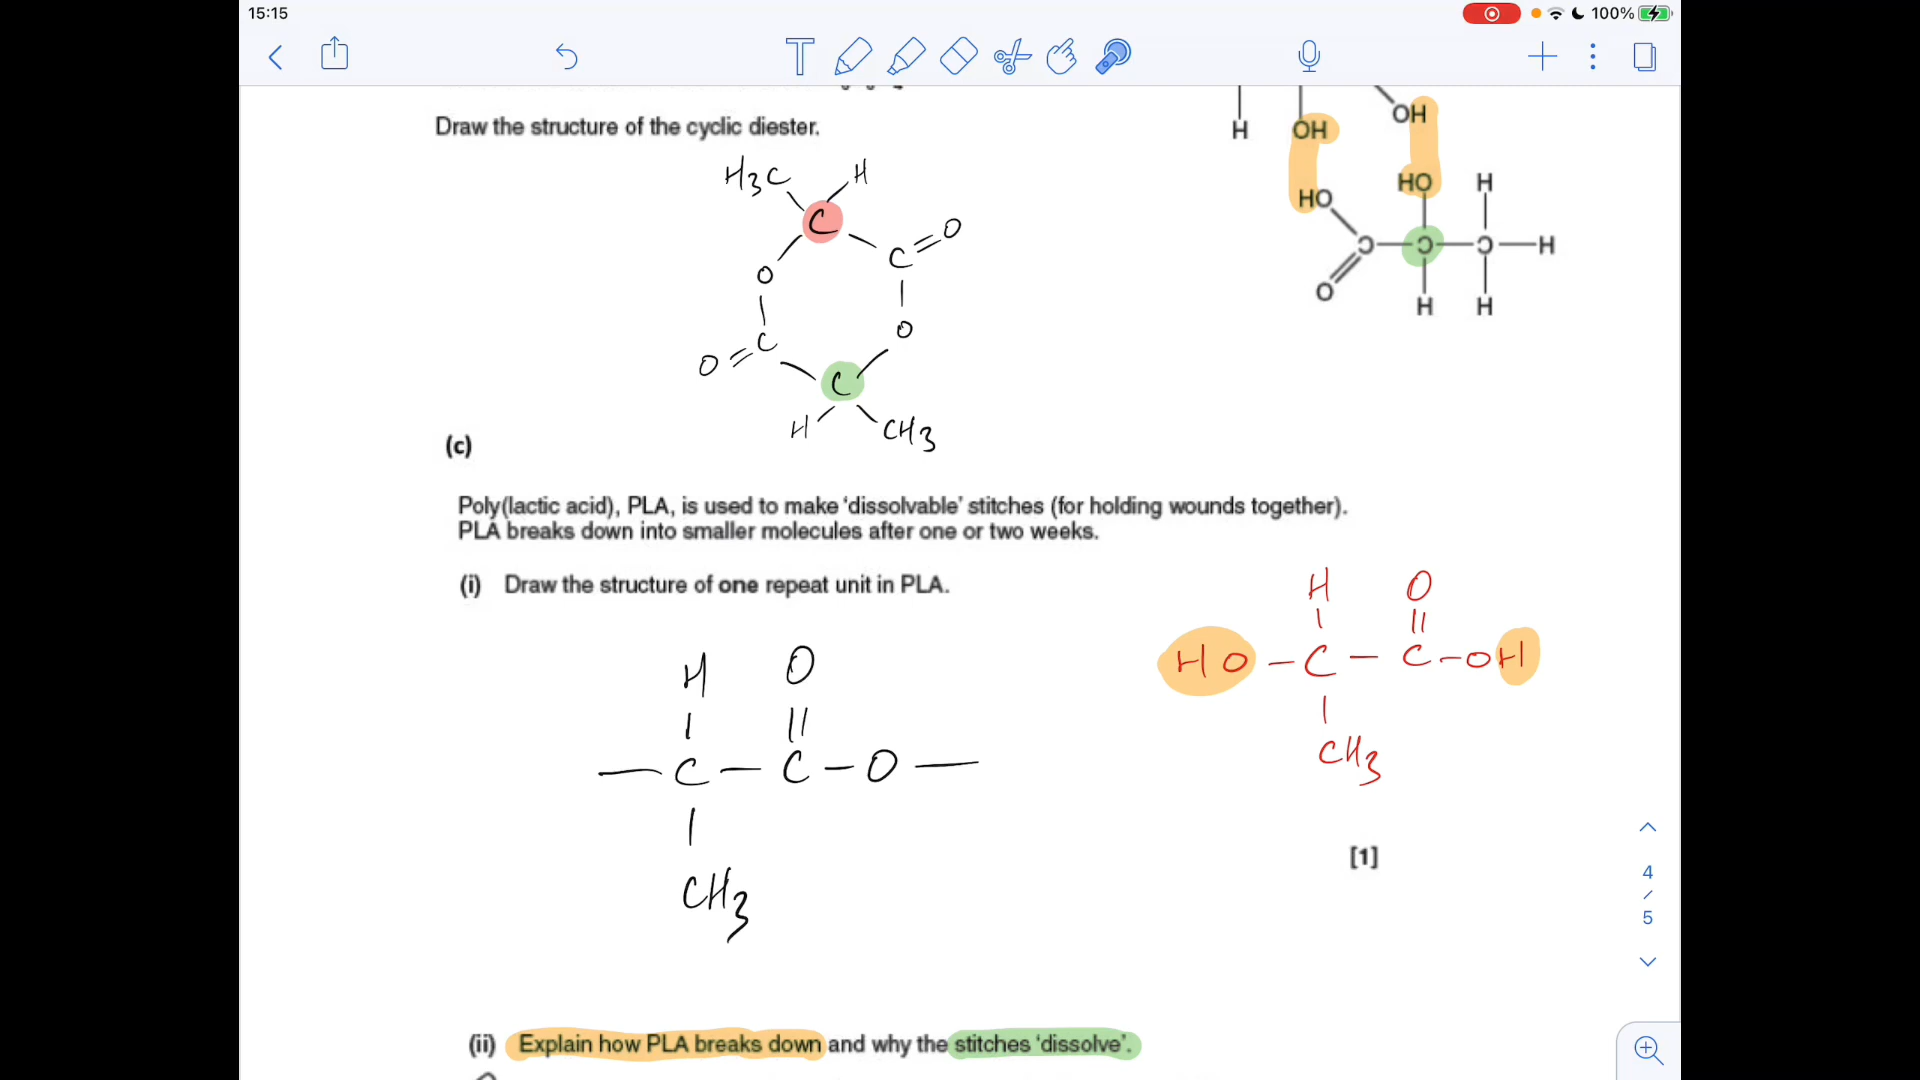 15:15
100%
T
Draw the structure of the cyclic diester.
H OH OH
H3C H
HO HO H
C C O
O
HO C C C H
O
O H H
C
O C
O
C
H CH3
(c)
Poly(lactic acid), PLA, is used to make ‘dissolvable’ stitches (for holding wounds together).
PLA breaks down into smaller molecules after one or two weeks.
(i) Draw the structure of one repeat unit in PLA.
H O
HO – C – C – OH
CH3
H O
– C – C – O –
CH3
[1]
4
/
5
(ii) Explain how PLA breaks down and why the stitches ‘dissolve’.